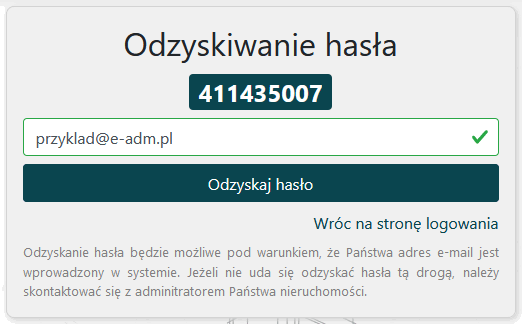 Odzyskiwanie hasła
411435007
przyklad@e-adm.pl
Odzyskaj hasło
Wróc na stronę logowania
Odzyskanie hasła będzie możliwe pod warunkiem, że Państwa adres e-mail jest
wprowadzony w systemie. Jeżeli nie uda się odzyskać hasła tą drogą, należy
skontaktować się z adminitratorem Państwa nieruchomości.